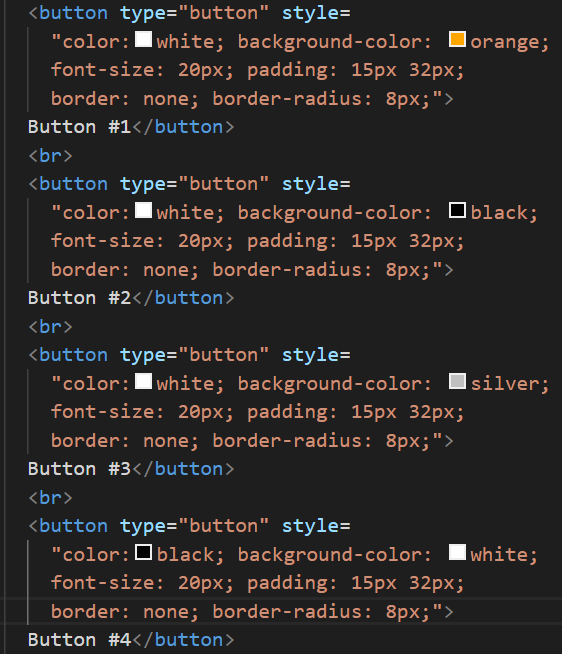 <button type="button" style=
"color: white; background-color: orange;
font-size: 20px; padding: 15px 32px;
border: none; border-radius: 8px;">
Button #1</button>
<br>
<button type="button" style=
"color: white; background-color: black;
font-size: 20px; padding: 15px 32px;
border: none; border-radius: 8px;">
Button #2</button>
<br>
<button type="button" style=
"color: white; background-color: silver;
font-size: 20px; padding: 15px 32px;
border: none; border-radius: 8px;">
Button #3</button>
<br>
<button type="button" style=
"color: black; background-color: white;
font-size: 20px; padding: 15px 32px;
border: none; border-radius: 8px;">
Button #4</button>